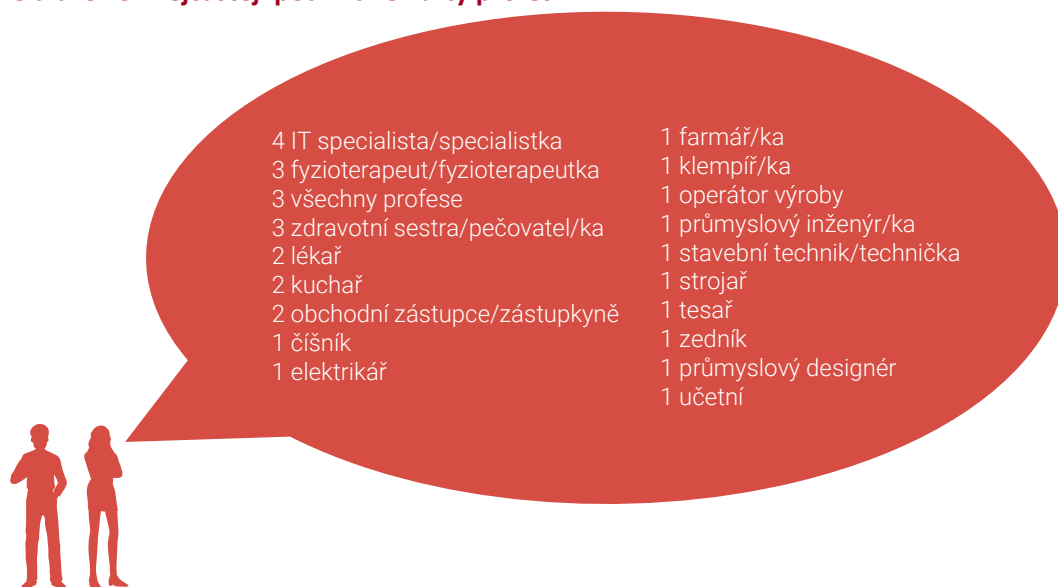 4 IT specialista/specialistka
3 fyzioterapeut/fyzioterapeutka
3 všechny profese
3 zdravotní sestra/pečovatel/ka
2 lékař
2 kuchař
2 obchodní zástupce/zástupkyně
1 číšník
1 elektrikář
1 farmář/ka
1 klempíř/ka
1 operátor výroby
1 průmyslový inženýr/ka
1 stavební technik/technička
1 strojař
1 tesař
1 zedník
1 průmyslový designér
1 učetní